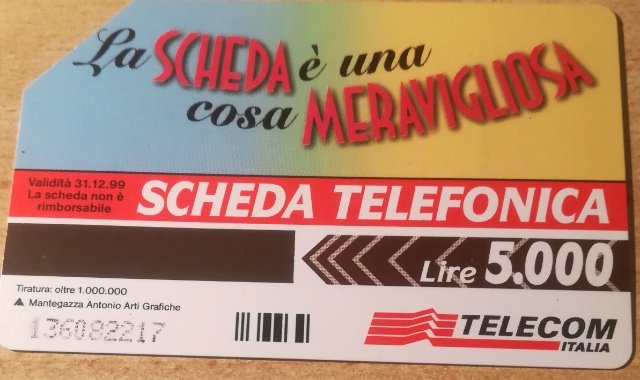 La SCHEDA è una
cosa MERAVIGLIOSA
Validità 31.12.99
La scheda non è
rimborsabile
SCHEDA TELEFONICA
Lire 5.000
Tiratura: oltre 1.000.000
Mantegazza Antonio Arti Grafiche
136082217
TELECOM
ITALIA